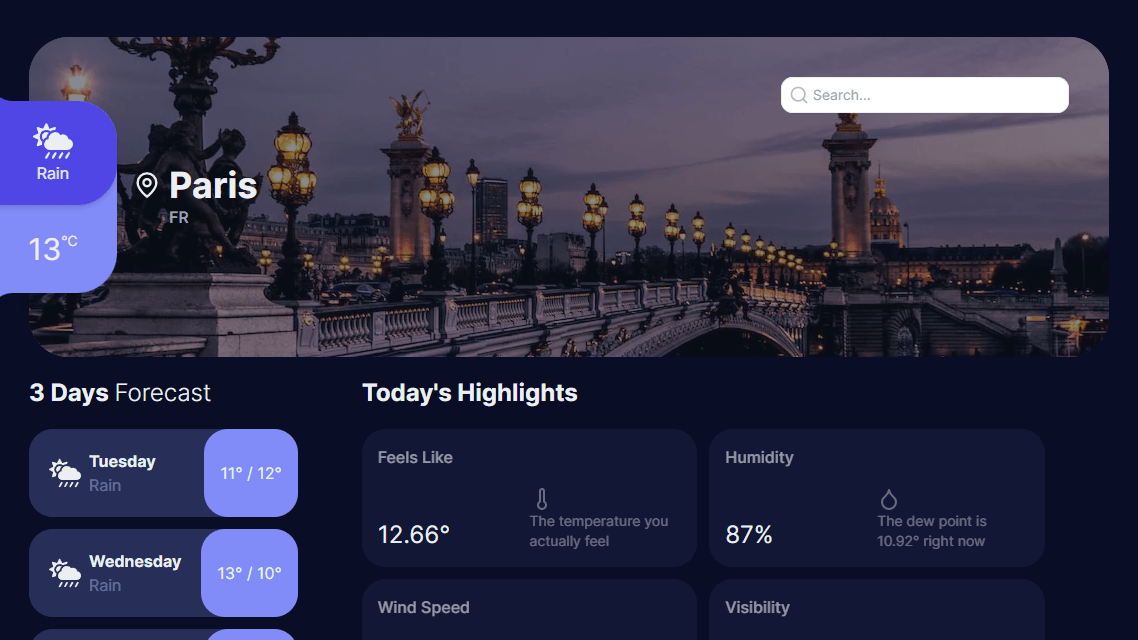 Search...
Rain
Paris
FR
13°C
3 Days Forecast
Tuesday
Rain
11° / 12°
Wednesday
Rain
13° / 10°
Today's Highlights
Feels Like
12.66°
The temperature you
actually feel
Humidity
87%
The dew point is
10.92° right now
Wind Speed
Visibility